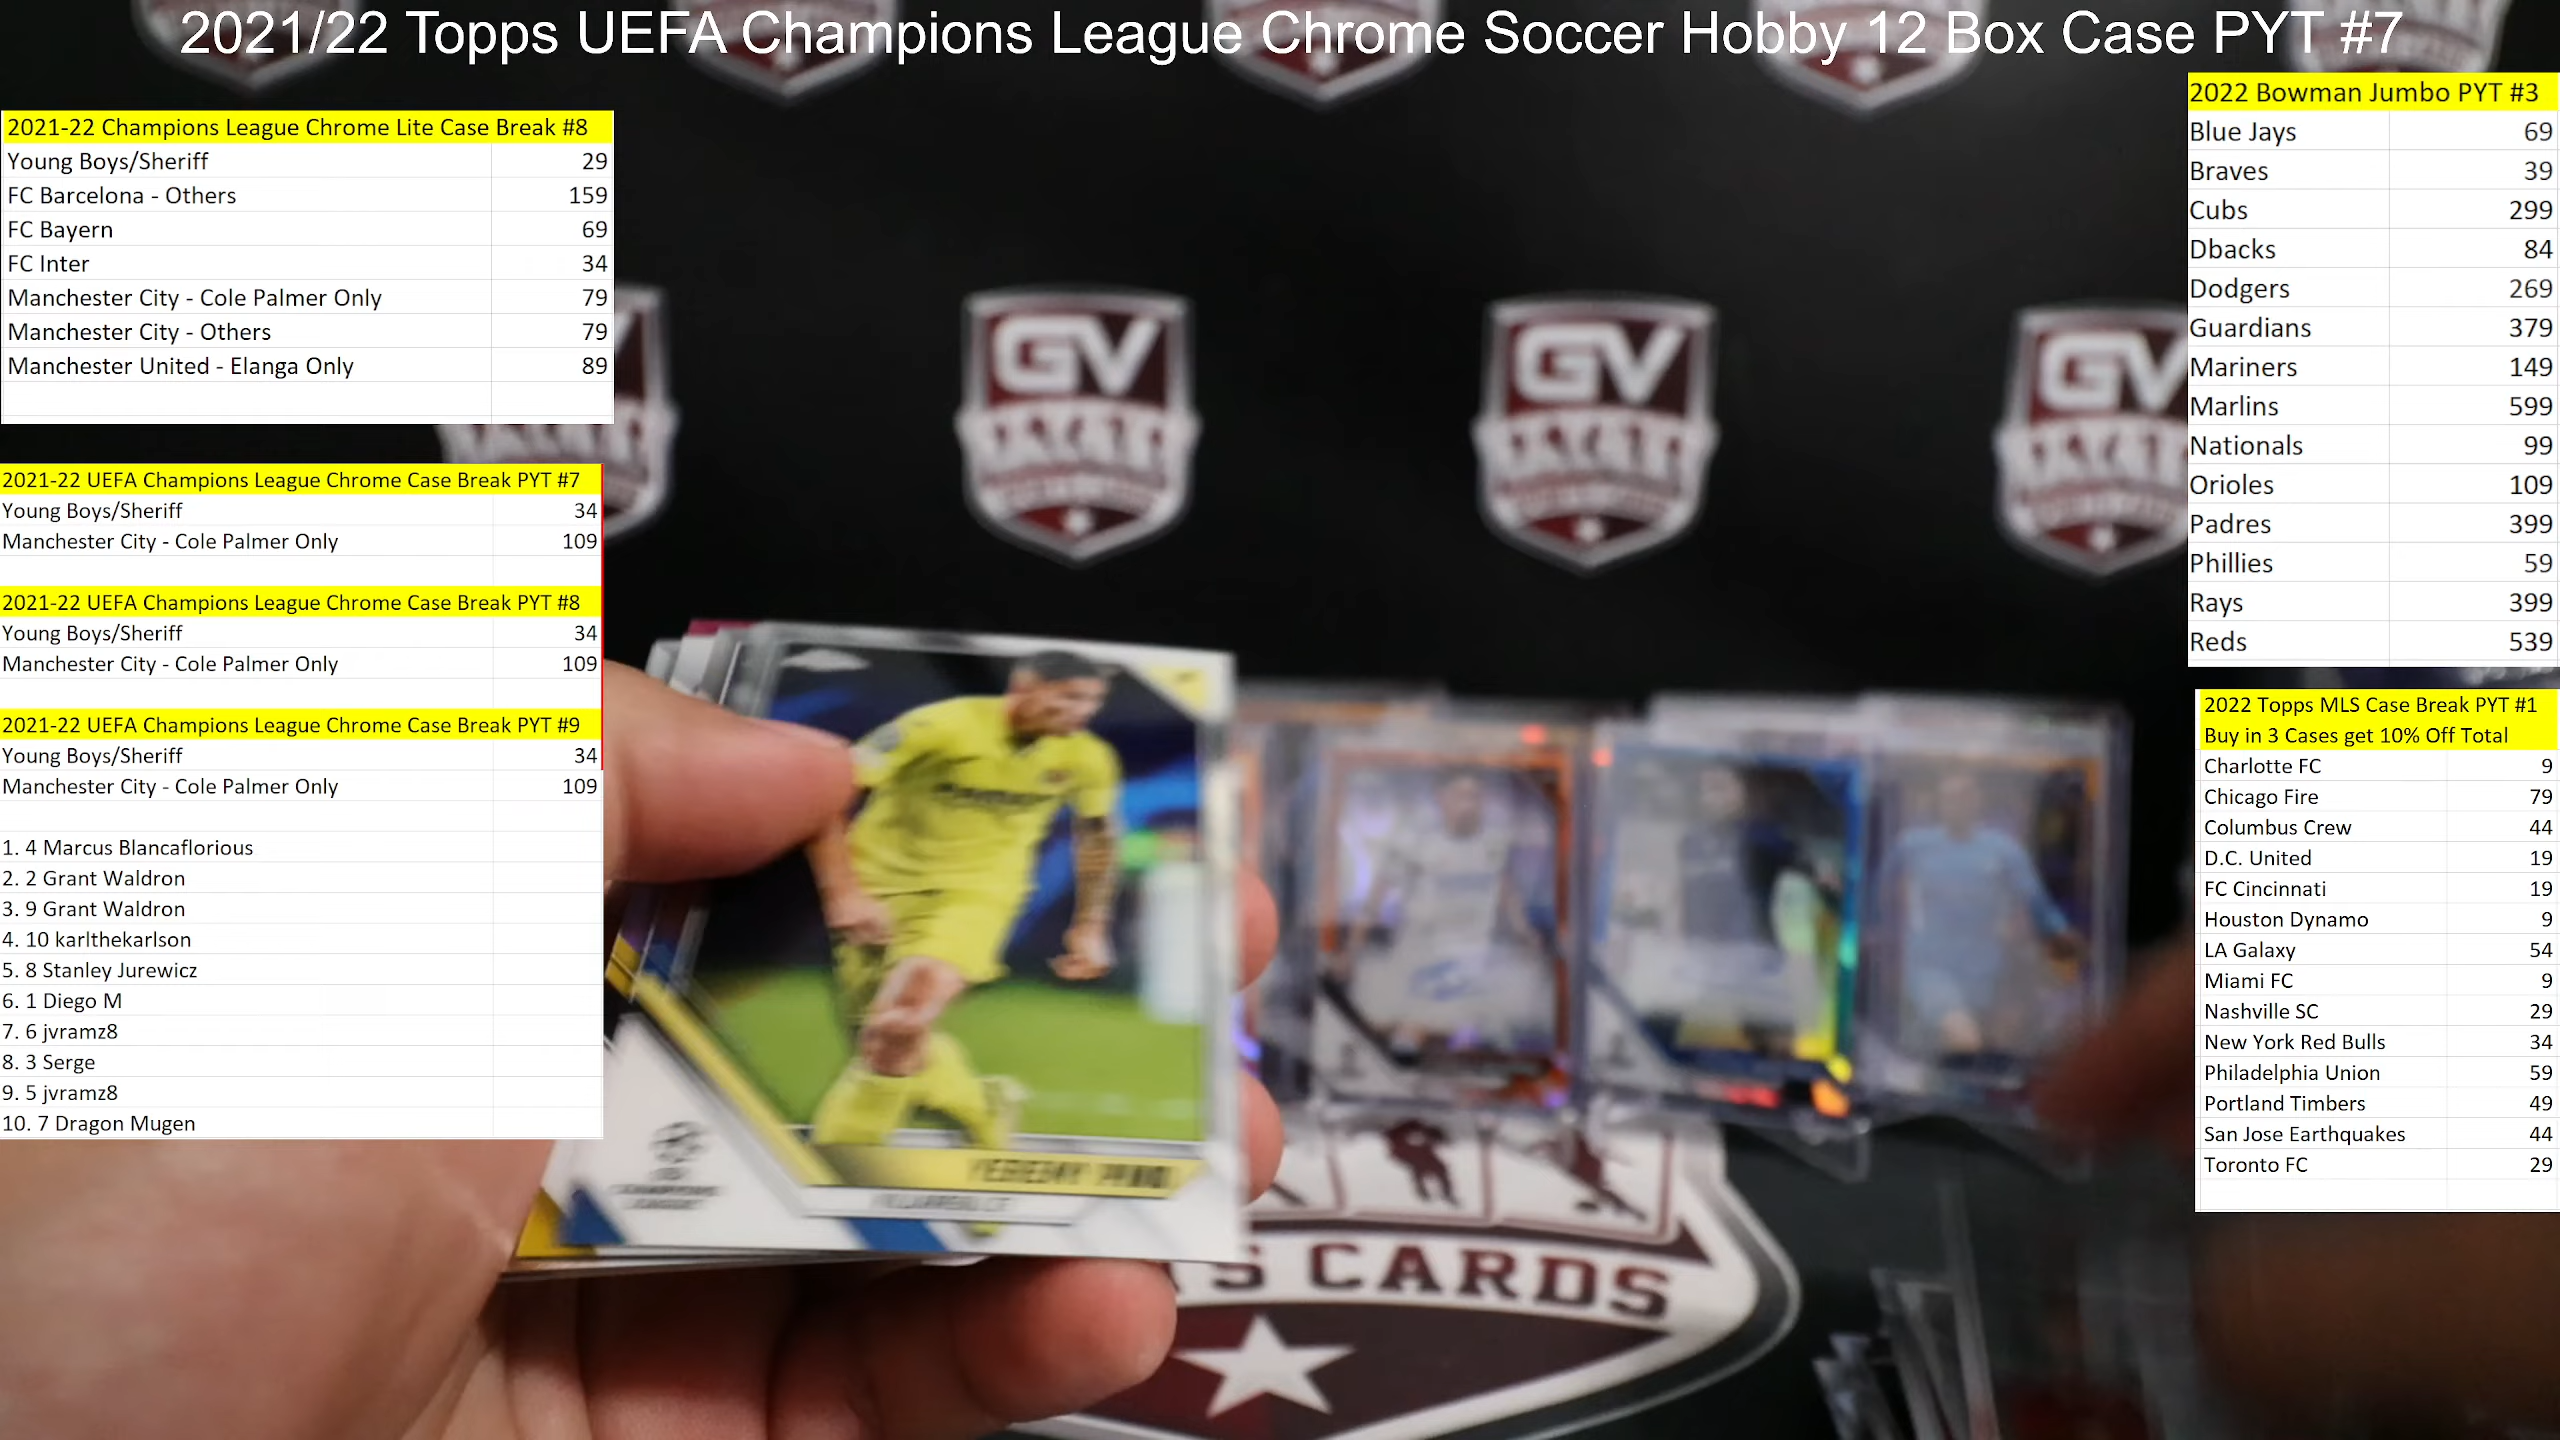 2021/22 Topps UEFA Champions League Chrome Soccer Hobby 12 Box Case PYT #7
2021-22 Champions League Chrome Lite Case Break #8
Young Boys/Sheriff 29
FC Barcelona - Others 159
FC Bayern 69
FC Inter 34
Manchester City - Cole Palmer Only 79
Manchester City - Others 79
Manchester United - Elanga Only 89
2021-22 UEFA Champions League Chrome Case Break PYT #7
Young Boys/Sheriff 34
Manchester City - Cole Palmer Only 109
2021-22 UEFA Champions League Chrome Case Break PYT #8
Young Boys/Sheriff 34
Manchester City - Cole Palmer Only 109
2021-22 UEFA Champions League Chrome Case Break PYT #9
Young Boys/Sheriff 34
Manchester City - Cole Palmer Only 109
1. 4 Marcus Blancaflorious
2. 2 Grant Waldron
3. 9 Grant Waldron
4. 10 karlthekarlson
5. 8 Stanley Jurewicz
6. 1 Diego M
7. 6 jvramz8
8. 3 Serge
9. 5 jvramz8
10. 7 Dragon Mugen
2022 Bowman Jumbo PYT #3
Blue Jays 69
Braves 39
Cubs 299
Dbacks 84
Dodgers 269
Guardians 379
Mariners 149
Marlins 599
Nationals 99
Orioles 109
Padres 399
Phillies 59
Rays 399
Reds 539
2022 Topps MLS Case Break PYT #1
Buy in 3 Cases get 10% Off Total
Charlotte FC 9
Chicago Fire 79
Columbus Crew 44
D.C. United 19
FC Cincinnati 19
Houston Dynamo 9
LA Galaxy 54
Miami FC 9
Nashville SC 29
New York Red Bulls 34
Philadelphia Union 59
Portland Timbers 49
San Jose Earthquakes 44
Toronto FC 29
GV
GV
GV
YEREMY PINO
CHAMPIONS
LEAGUE
CARDS